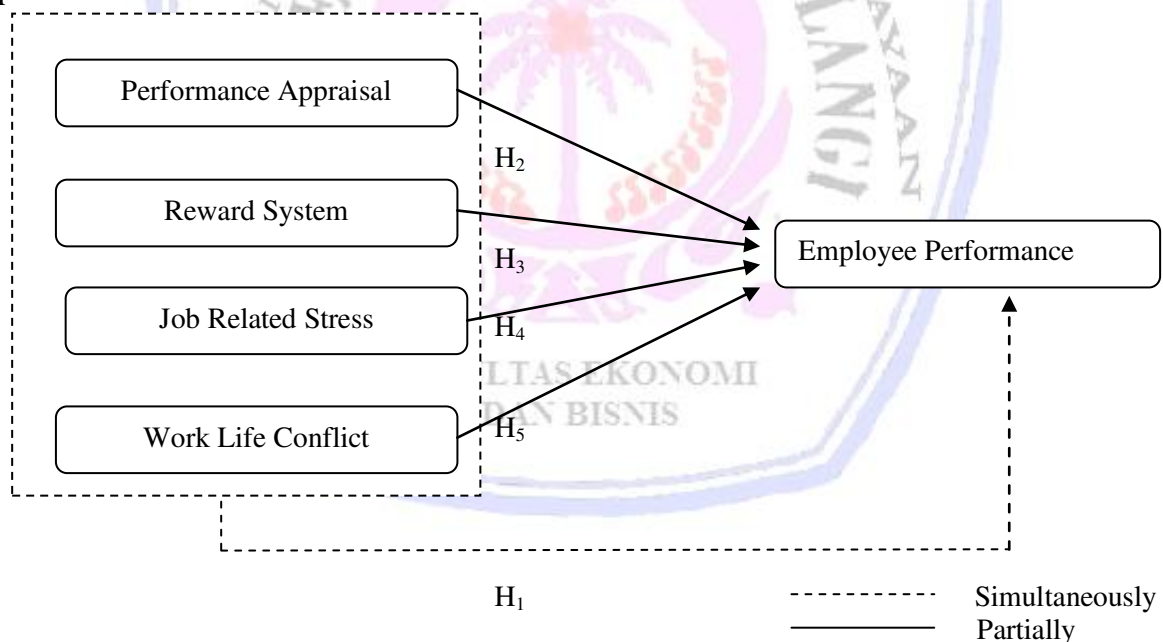 Performance Appraisal
H₂
Reward System
Employee Performance
H₃
Job Related Stress
H₄
LTAS EKONOMI
DAN BISNIS
Work Life Conflict
H₅
H₁
Simultaneously
Partially